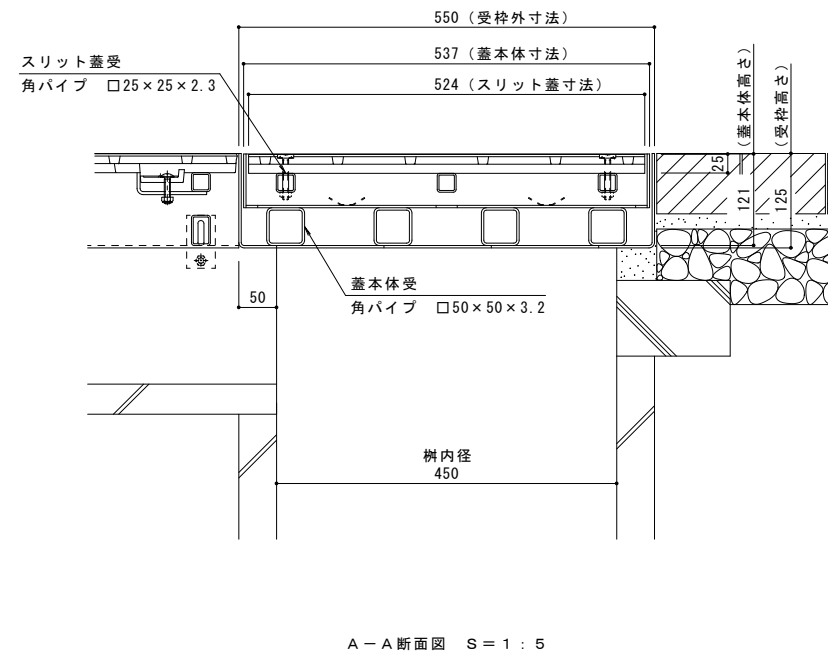 550（受枠外寸法）
537（蓋本体寸法）
524（スリット蓋寸法）
スリット蓋受
角パイプ　□25×25×2.3
25
121
（蓋本体高さ）
125
（受枠高さ）
50
蓋本体受
角パイプ　□50×50×3.2
桝内径
450
A－A断面図　S＝1：5